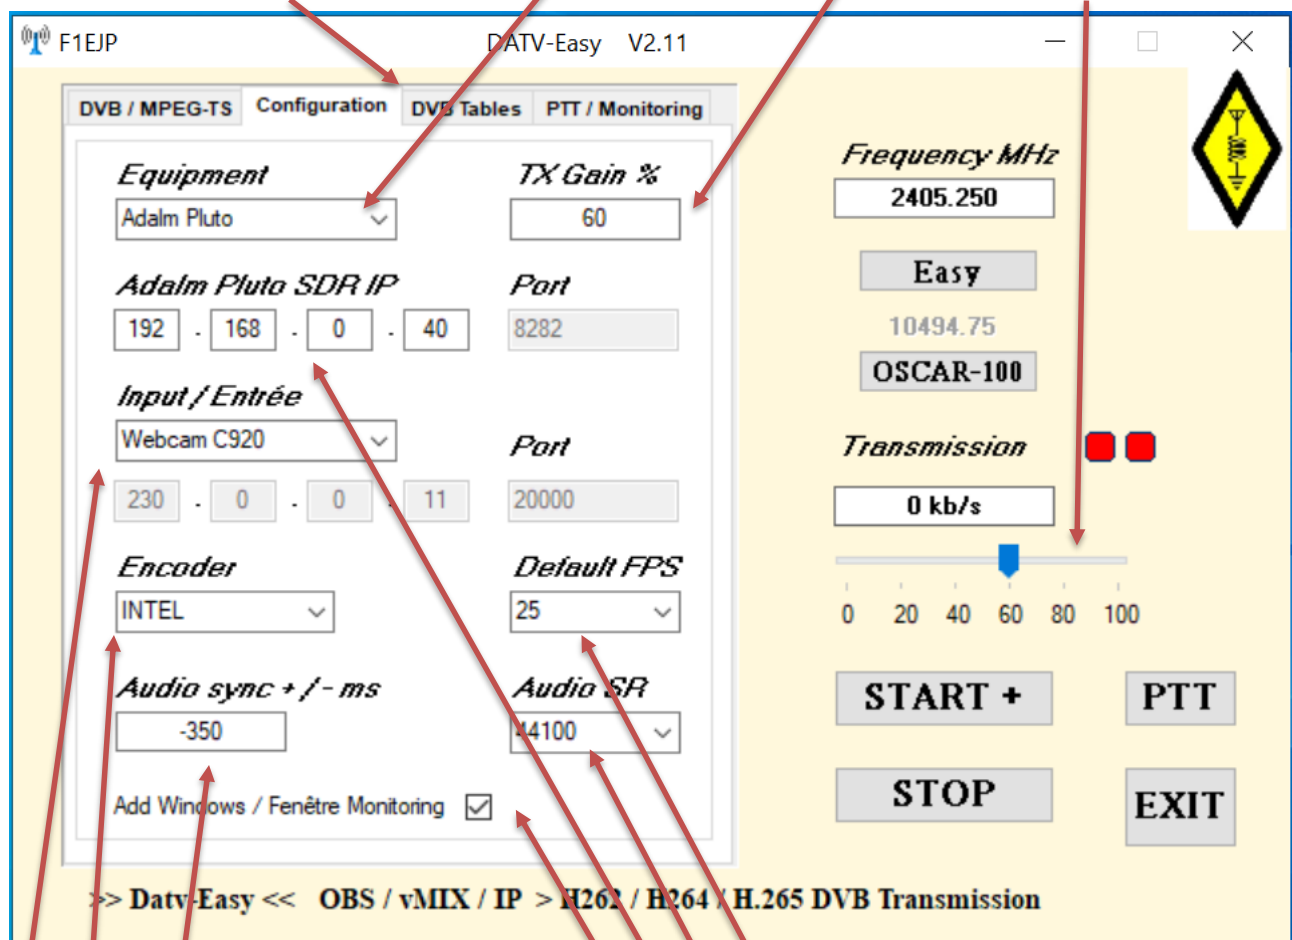 F1EJP DATV-Easy V2.11
DVB / MPEG-TS Configuration DVB Tables PTT / Monitoring
Equipment TX Gain %
Adalm Pluto 60
Adalm Pluto SDR IP Port
192 . 168 . 0 . 40 8282
Input / Entrée
Webcam C920 Port
230 . 0 . 0 . 11 20000
Encoder Default FPS
INTEL 25
Audio sync + / - ms Audio SR
-350 44100
Add Windows / Fenêtre Monitoring
Frequency MHz
2405.250
Easy
10494.75
OSCAR-100
Transmission
0 kb/s
0 20 40 60 80 100
START + PTT
STOP EXIT
>> Datv-Easy << OBS / vMIX / IP > H262 / H264 / H.265 DVB Transmission